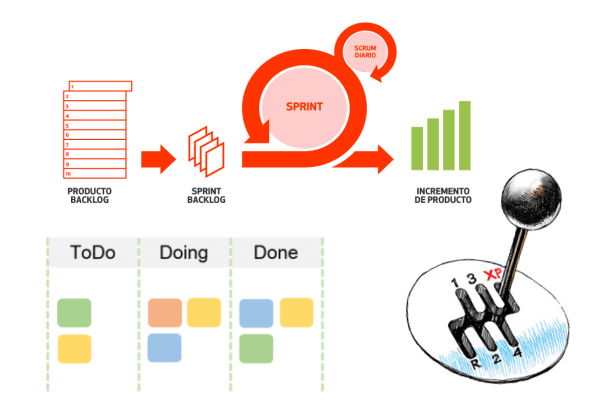 SCRUM
DIARIO
1
2
3
4
5
6
7
8
9
10
SPRINT
PRODUCTO
BACKLOG
SPRINT
BACKLOG
INCREMENTO
DE PRODUCTO
ToDo Doing Done
1 3 XP
R 2 4